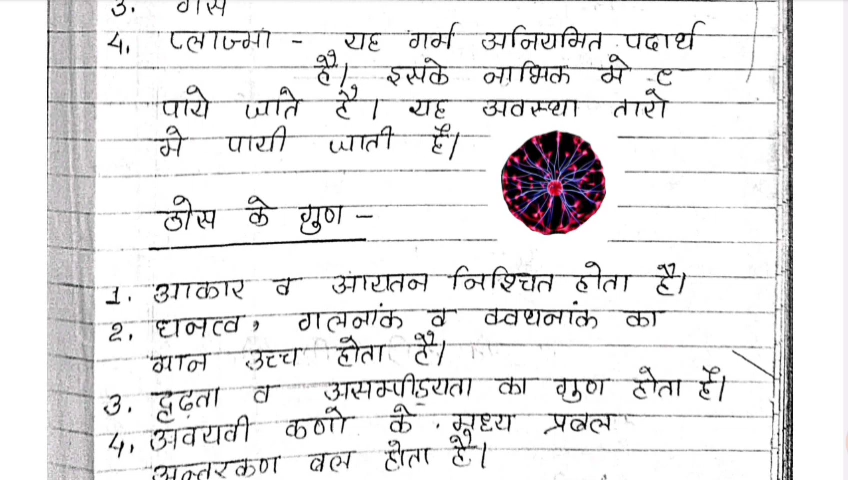 3. गैस
4. प्लाज्मा - यह गर्म अनियमित पदार्थ
है। इसके नाभिक मे e
पाये जाते है। यह अवस्था तारो
मे पायी जाती है।
ठोस के गुण -
1. आकार व आयतन निश्चित होता है।
2. घनत्व, गलनांक व क्वथनांक का
मान उच्च होता है।
3. दृढ़ता व असम्पीड्यता का गुण होता है।
4. अवयवी कणो के मध्य प्रबल
अन्तरकण बल होता है।